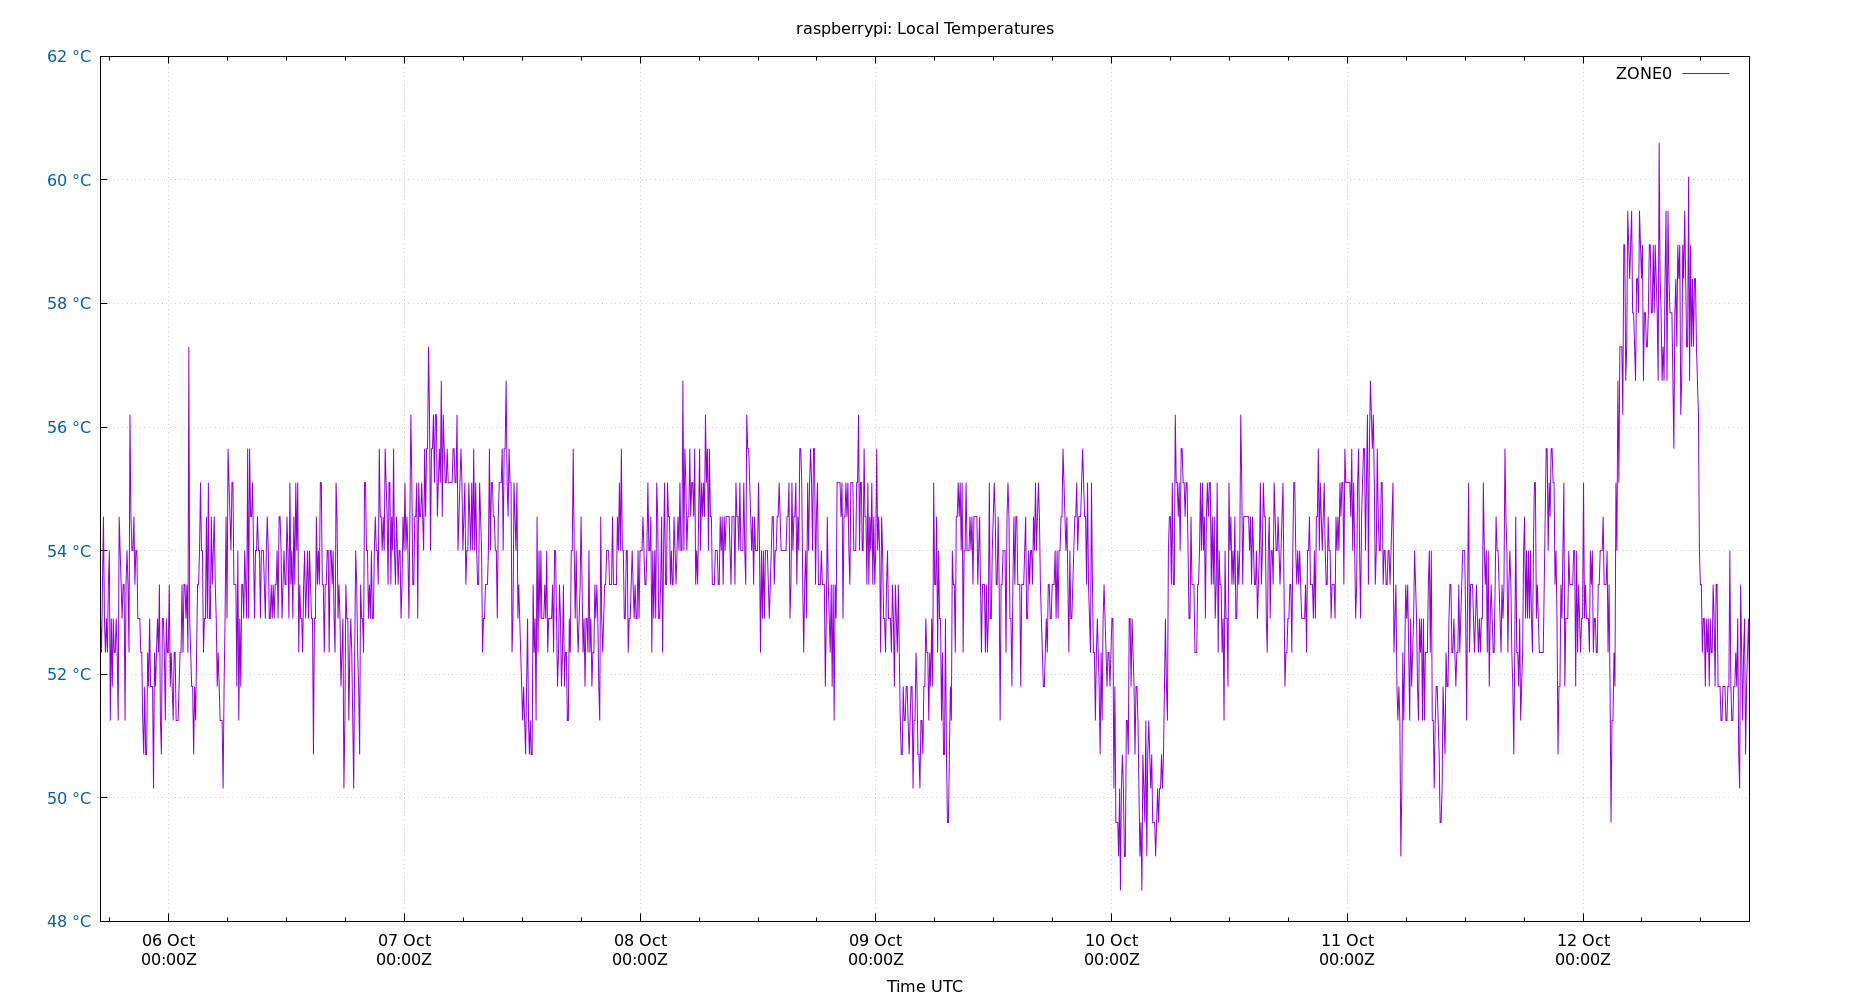 raspberrypi: Local Temperatures
62 °C
60 °C
58 °C
56 °C
54 °C
52 °C
50 °C
48 °C
ZONE0
06 Oct 07 Oct 08 Oct 09 Oct 10 Oct 11 Oct 12 Oct
00:00Z 00:00Z 00:00Z 00:00Z 00:00Z 00:00Z 00:00Z
Time UTC